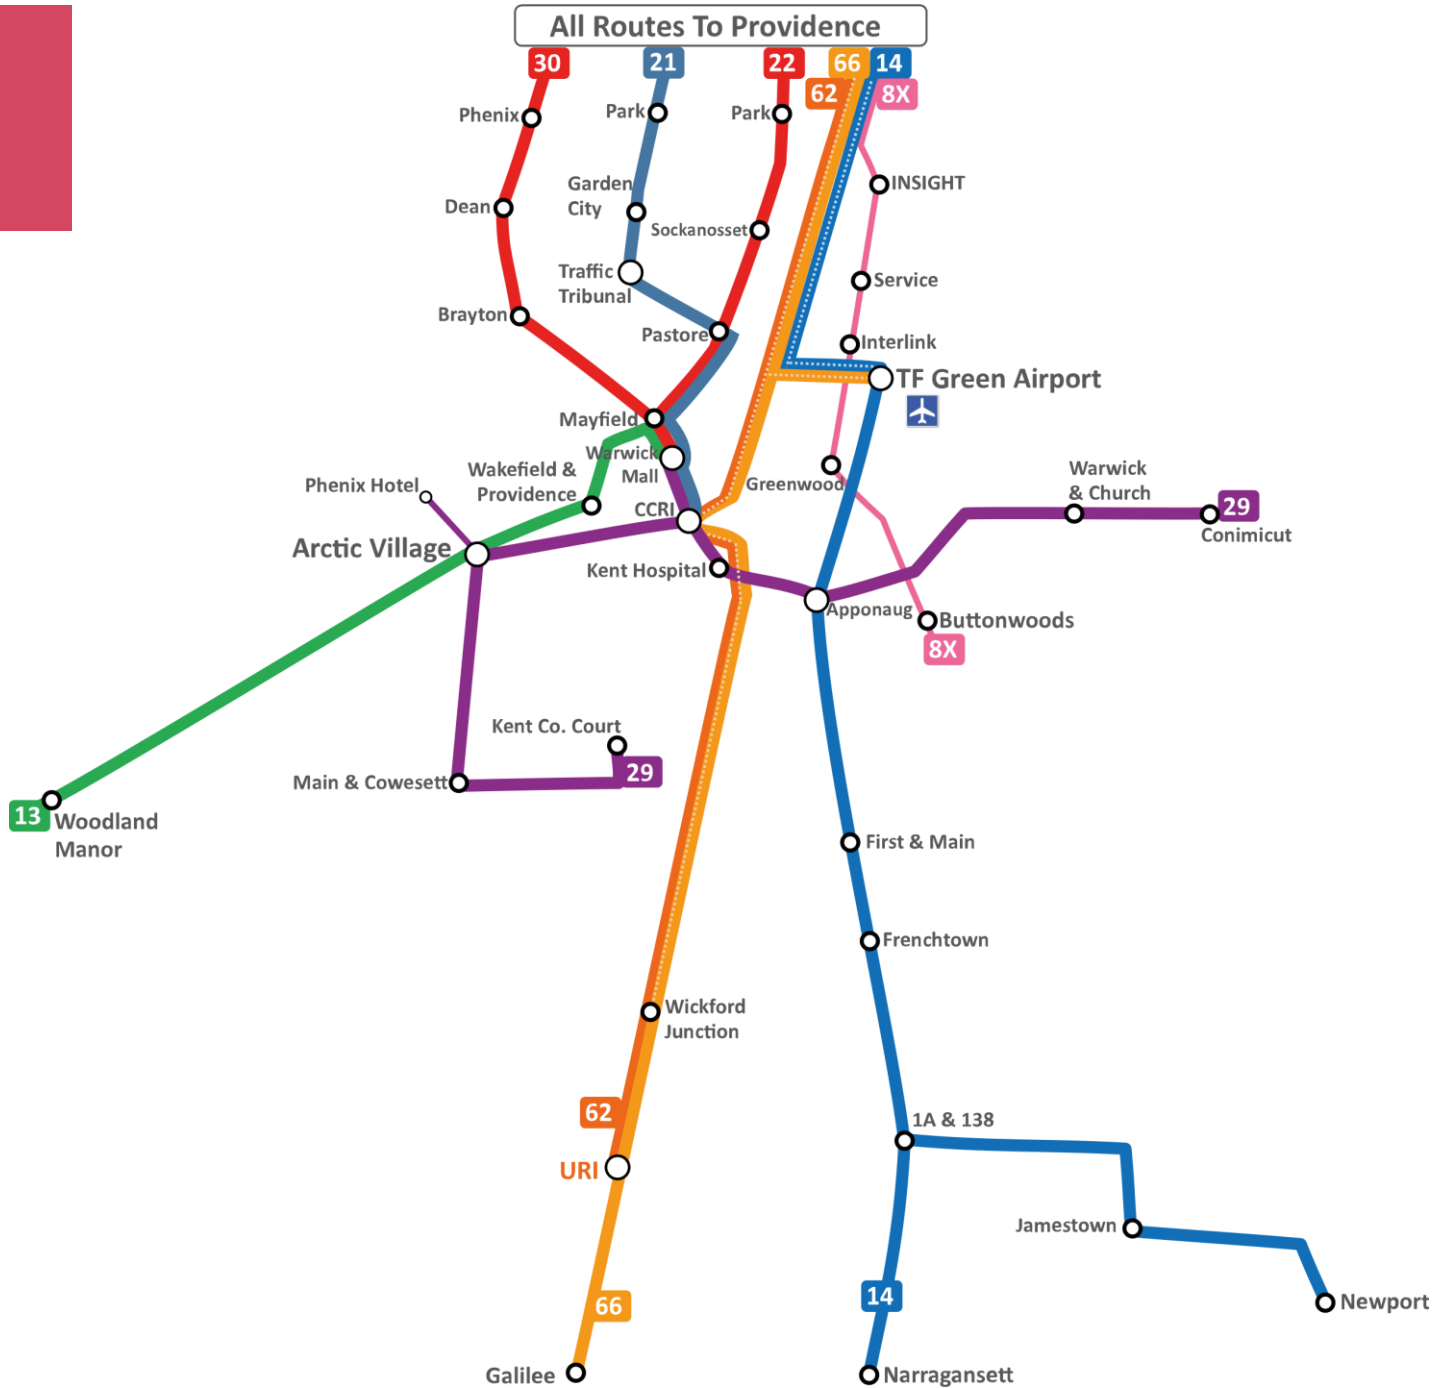 All Routes To Providence
30
21
22
66
14
62
8X
Phenix
Park
Park
Garden
City
INSIGHT
Dean
Sockanosset
Traffic
Tribunal
Service
Brayton
Pastore
Interlink
TF Green Airport
Mayfield
Warwick
Mall
Wakefield &
Providence
Phenix Hotel
Greenwood
Warwick
& Church
29
Conimicut
CCRI
Arctic Village
Kent Hospital
Apponaug
Buttonwoods
8X
Kent Co. Court
29
Main & Cowesett
13
Woodland
Manor
First & Main
Frenchtown
Wickford
Junction
62
1A & 138
URI
Jamestown
14
66
Newport
Galilee
Narragansett